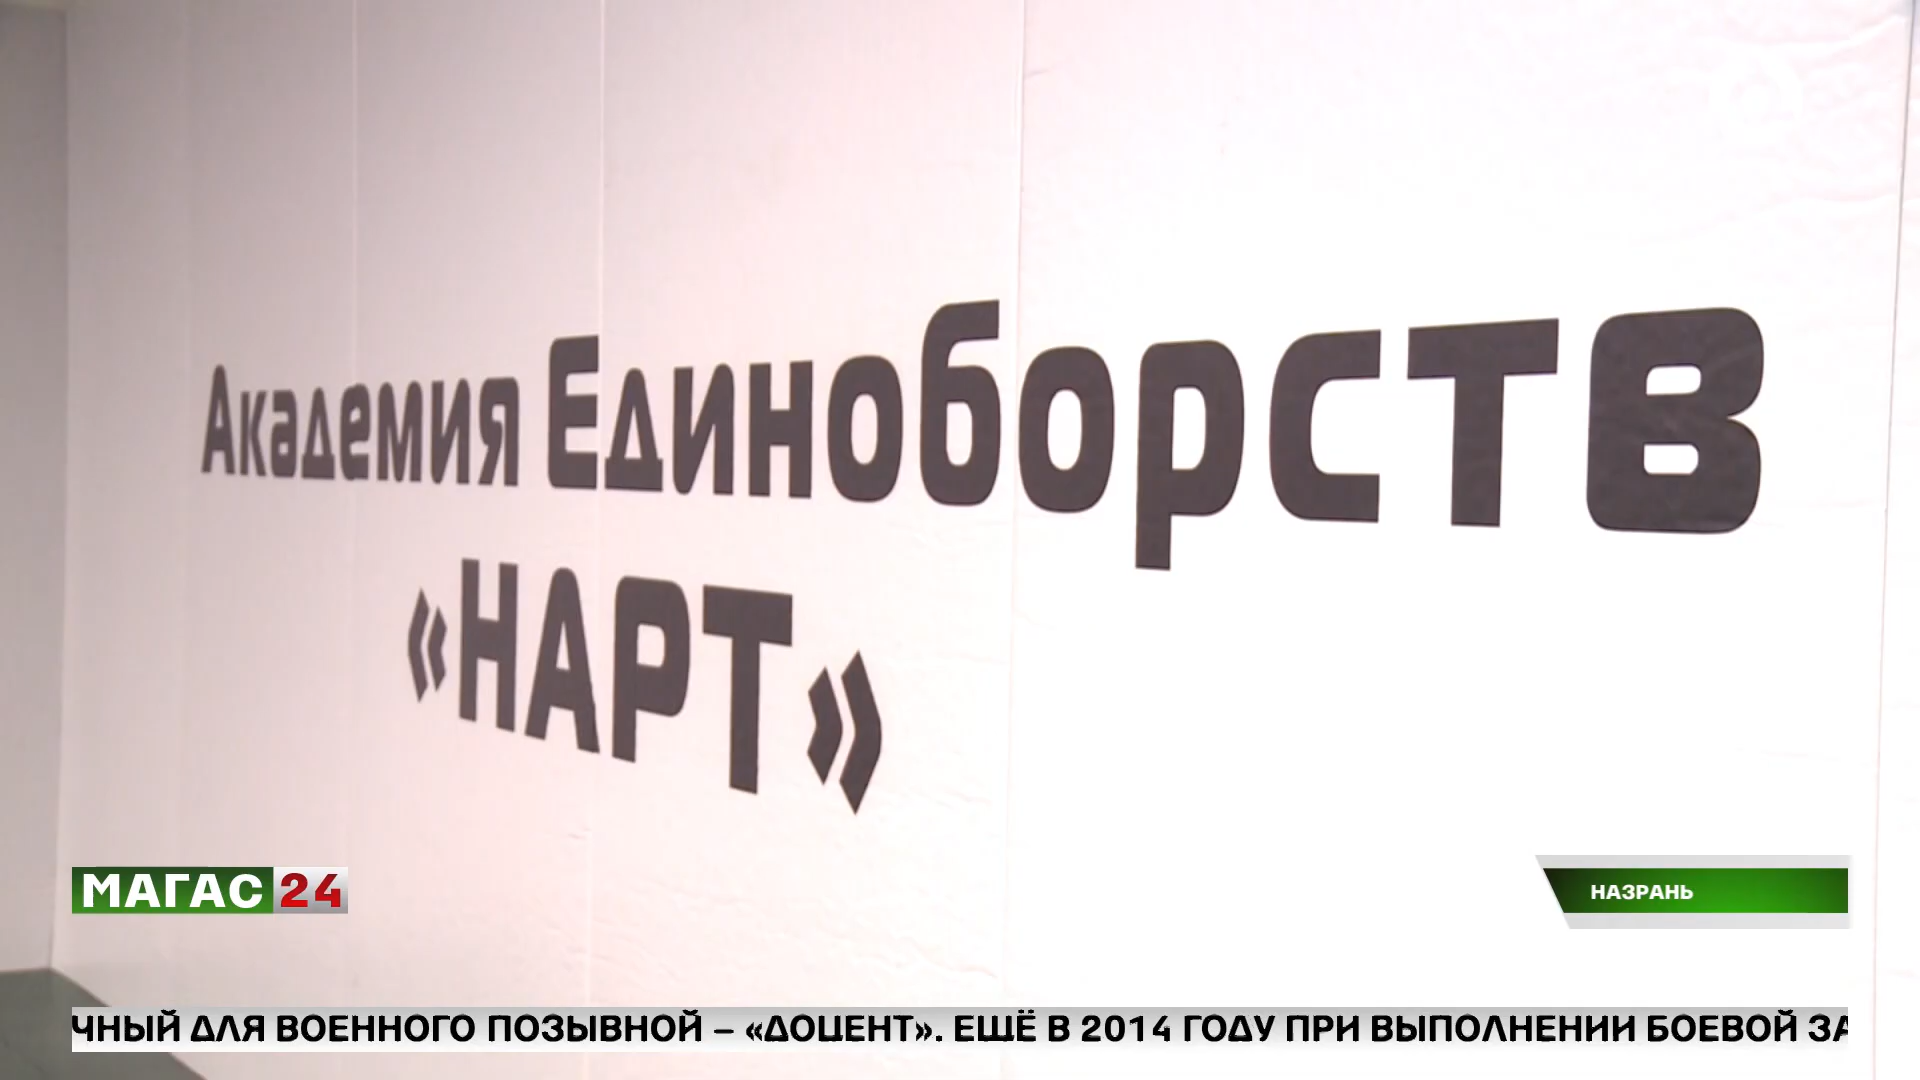 Академия Единоборств
«НАРТ»
МАГАС 24
НАЗРАНЬ
ЧНЫЙ ДЛЯ ВОЕННОГО ПОЗЫВНОЙ – «ДОЦЕНТ». ЕЩЁ В 2014 ГОДУ ПРИ ВЫПОЛНЕНИИ БОЕВОЙ ЗА